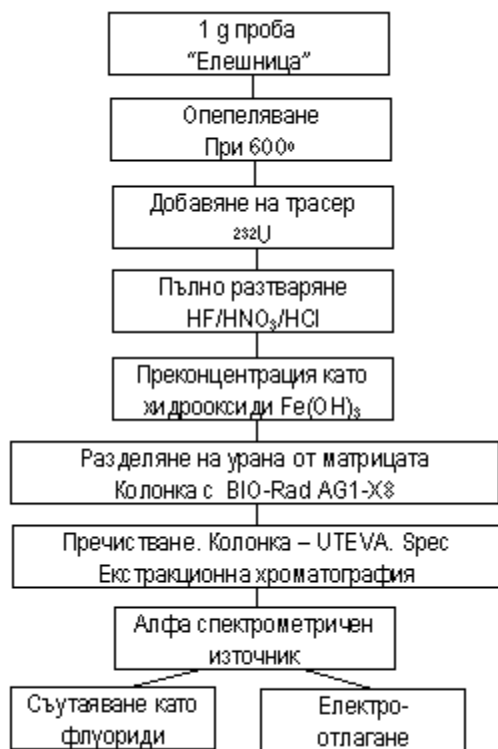 1 g проба
“Елешница”
Опепеляване
При 600⁰
Добавяне на трасер
²³²U
Пълно разтваряне
HF/HNO₃/HCl
Преконцентрация като
хидрооксиди Fe(OH)₃
Разделяне на урана от матрицата
Колонка с BIO-Rad AG1-X8
Пречистване. Колонка – UTEVA. Spec
Екстракционна хроматография
Алфа спектрометричен
източник
Съутаяване като
флуориди
Електро-
отлагане